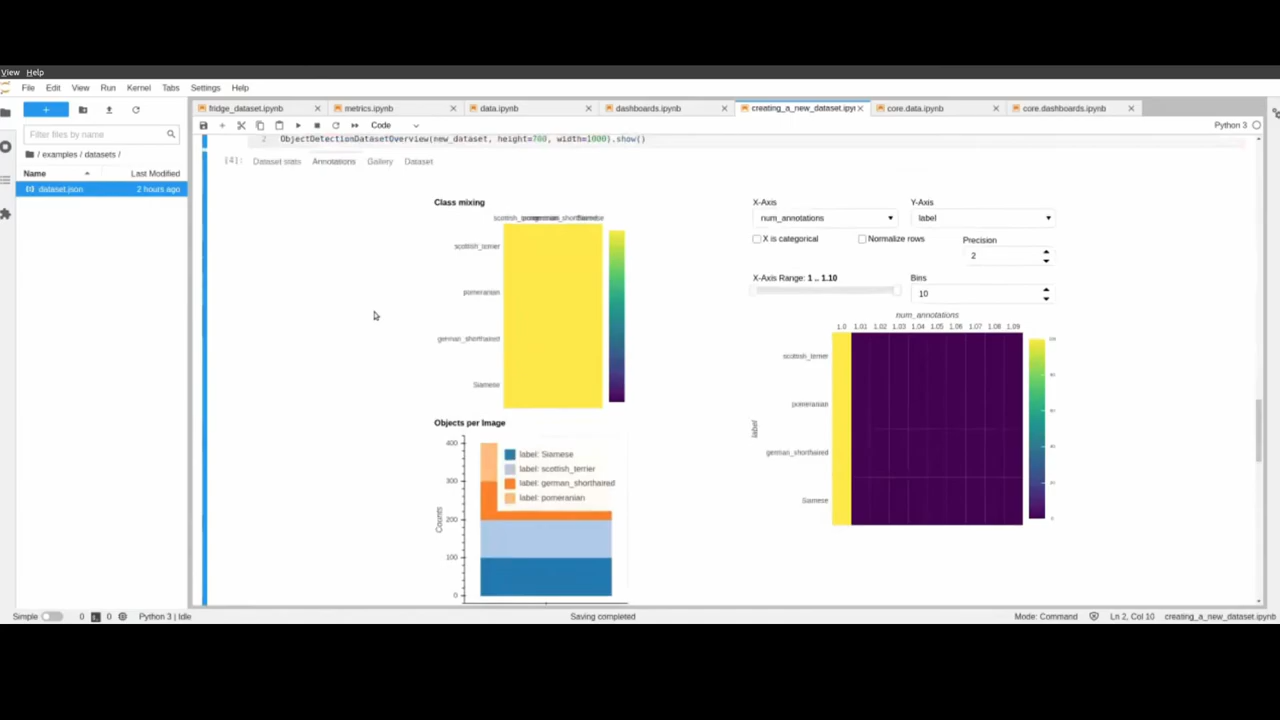 View Help
File Edit View Run Kernel Tabs Settings Help
fridge_dataset.ipynb metrics.ipynb data.ipynb dashboards.ipynb creating_a_new_dataset.ipy core.data.ipynb core.dashboards.ipynb
Code
Python 3
Filter files by name
/ examples / datasets /
Name Last Modified
dataset.json 2 hours ago
2 ObjectDetectionDatasetOverview(new_dataset, height=700, width=1000).show()
[4]: Dataset stats Annotations Gallery Dataset
Class mixing
Siamese
scottish_terrier
pomeranian
german_shorthaired
Siamese
Objects per Image
400
300
200
100
0
Counts
label: Siamese
label: scottish_terrier
label: german_shorthaired
label: pomeranian
X-Axis Y-Axis
num_annotations label
X is categorical Normalize rows Precision
2
X-Axis Range: 1 .. 1.10 Bins
10
num_annotations
1.0 1.01 1.02 1.03 1.04 1.05 1.06 1.07 1.08 1.09
scottish_terrier
pomeranian
label
german_shorthaired
Siamese
Simple 0 0 Python 3 | Idle Saving completed Mode: Command Ln 2, Col 10 creating_a_new_dataset.ipynb